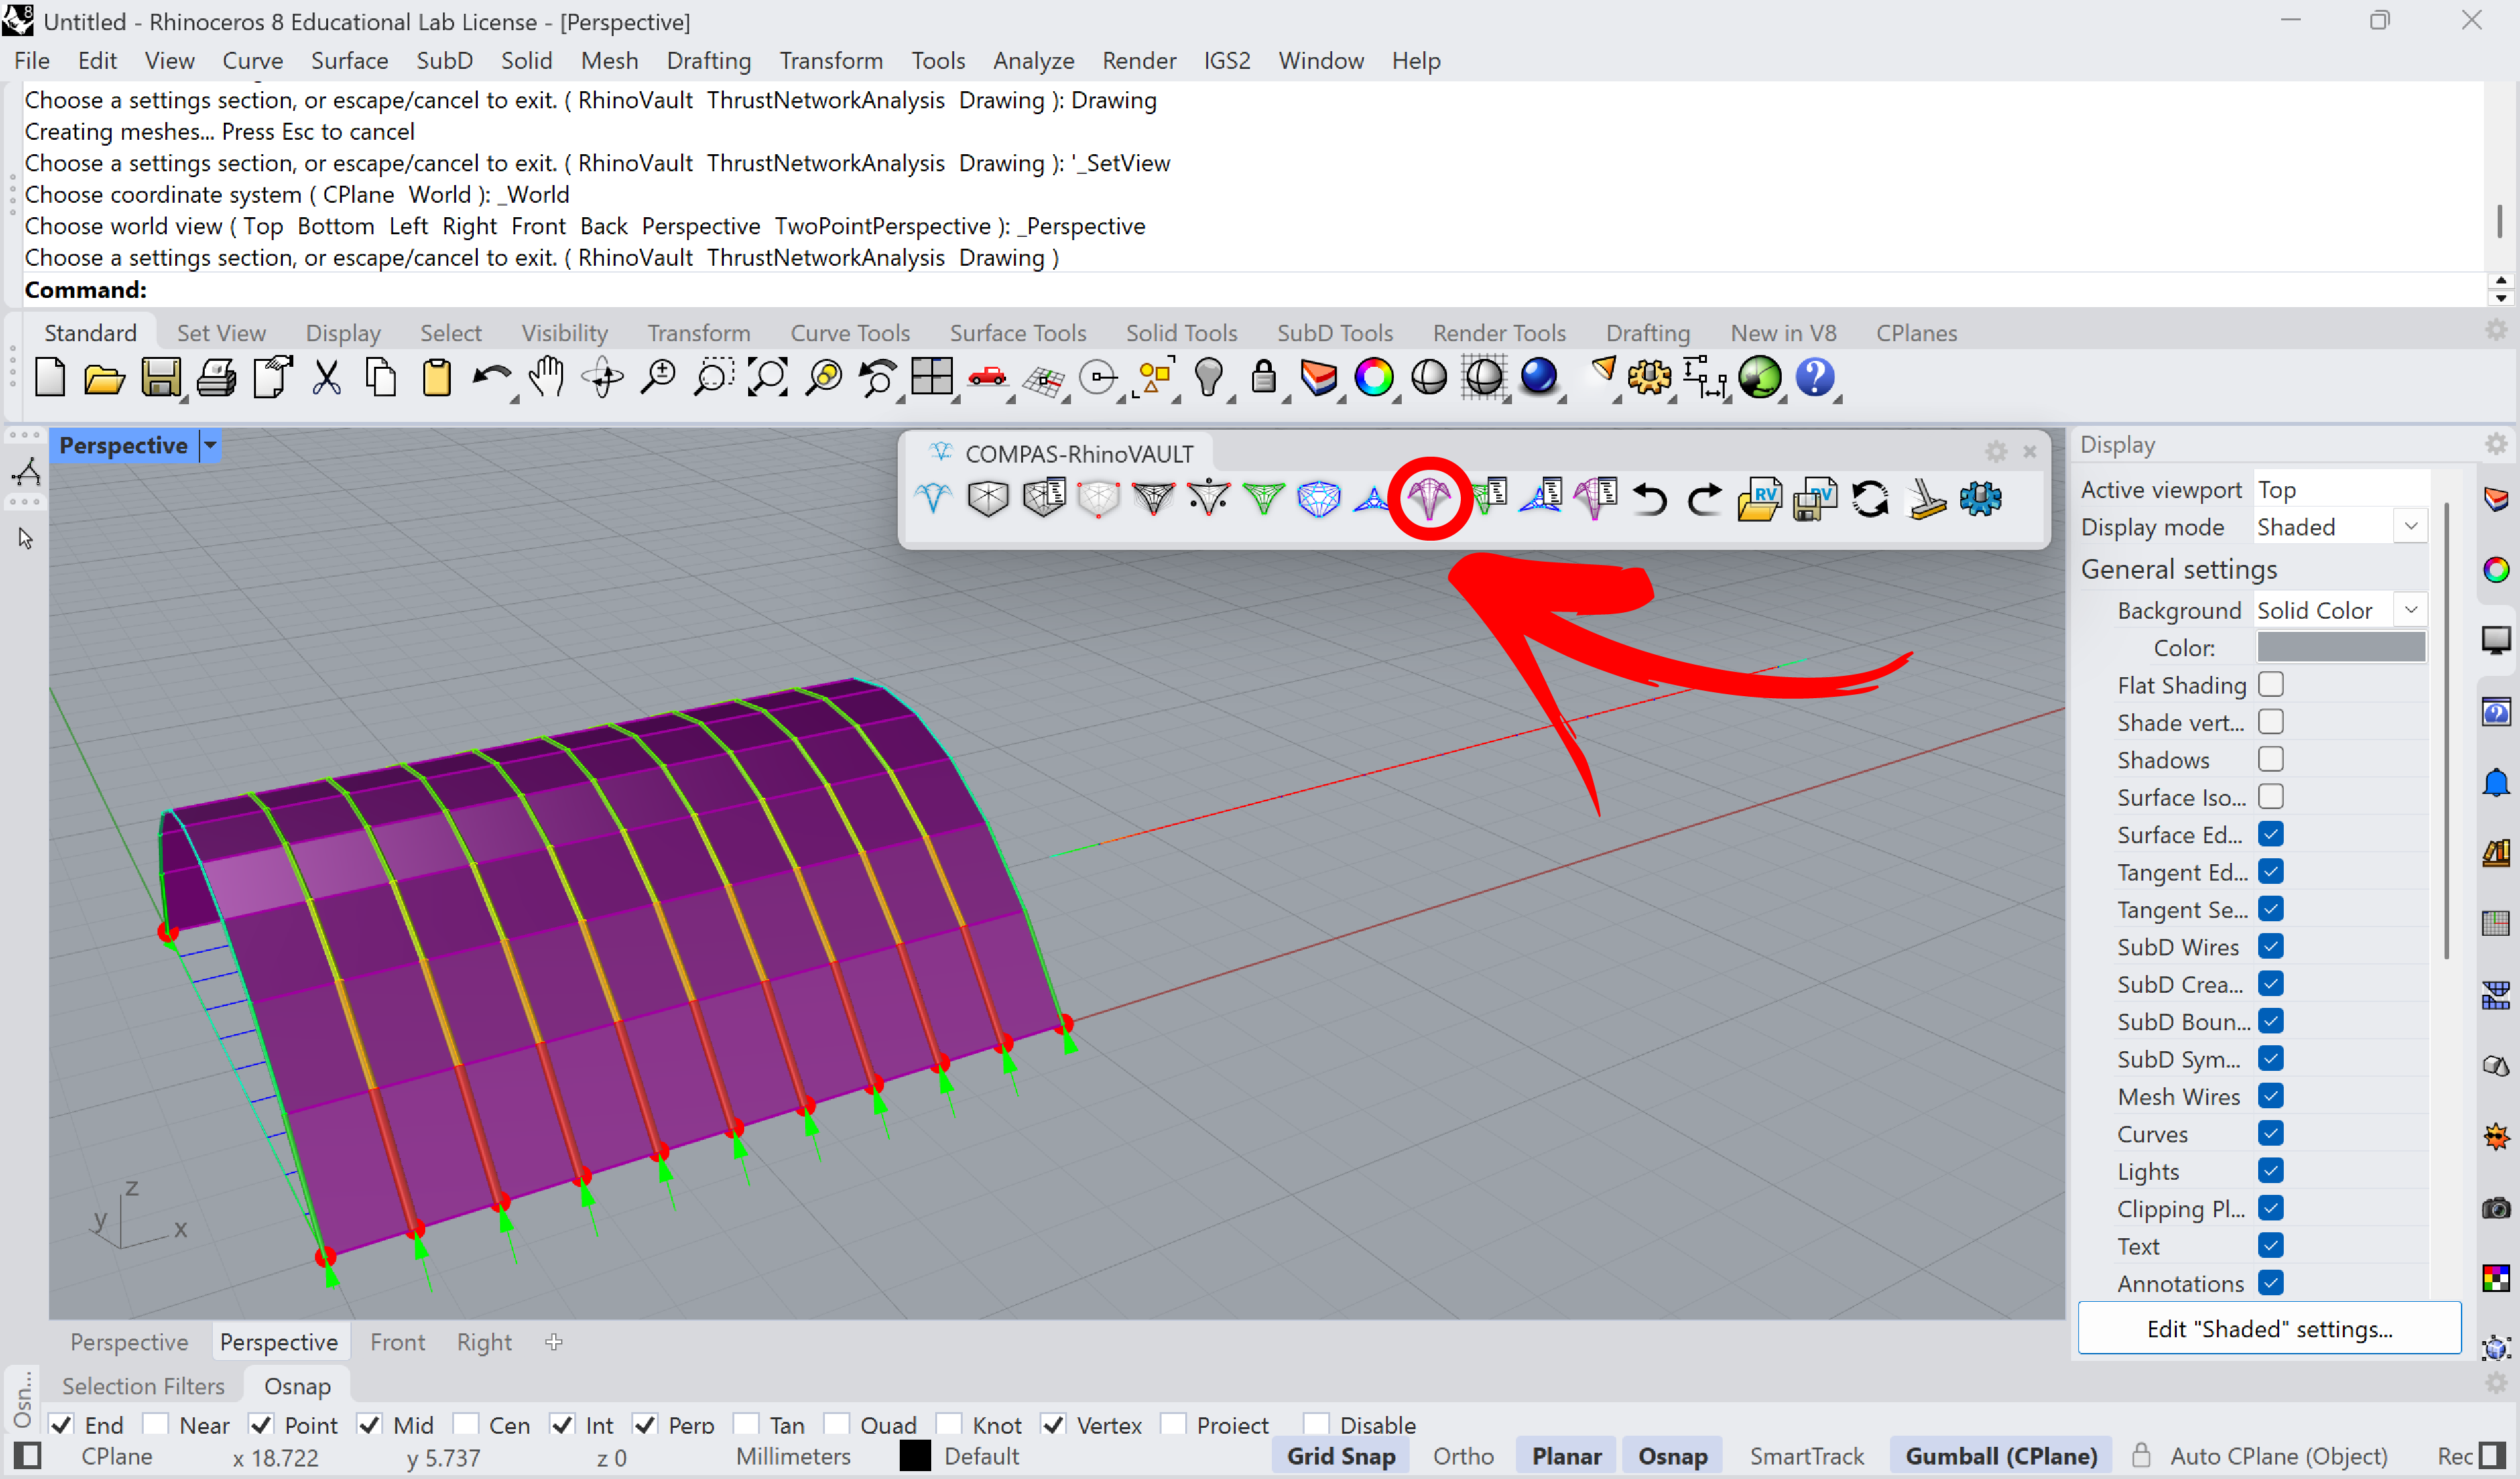 Untitled - Rhinoceros 8 Educational Lab License - [Perspective]
File Edit View Curve Surface SubD Solid Mesh Drafting Transform Tools Analyze Render IGS2 Window Help
Choose a settings section, or escape/cancel to exit. ( RhinoVault ThrustNetworkAnalysis Drawing ): Drawing
Creating meshes... Press Esc to cancel
Choose a settings section, or escape/cancel to exit. ( RhinoVault ThrustNetworkAnalysis Drawing ): '_SetView
Choose coordinate system ( CPlane World ): _World
Choose world view ( Top Bottom Left Right Front Back Perspective TwoPointPerspective ): _Perspective
Choose a settings section, or escape/cancel to exit. ( RhinoVault ThrustNetworkAnalysis Drawing )
Command:
Standard Set View Display Select Visibility Transform Curve Tools Surface Tools Solid Tools SubD Tools Render Tools Drafting New in V8 CPlanes
Perspective
COMPAS-RhinoVAULT
RV RV
Display
Active viewport Top
Display mode Shaded
General settings
Background Solid Color
Color:
Flat Shading
Shade vert...
Shadows
Surface Iso...
Surface Ed...
Tangent Ed...
Tangent Se...
SubD Wires
SubD Crea...
SubD Boun...
SubD Sym...
Mesh Wires
Curves
Lights
Clipping Pl...
Text
Annotations
Edit "Shaded" settings...
z
y
x
Perspective Perspective Front Right
Osn...
Selection Filters Osnap
End Near Point Mid Cen Int Perp Tan Quad Knot Vertex Project Disable
CPlane x 18.722 y 5.737 z 0 Millimeters Default Grid Snap Ortho Planar Osnap SmartTrack Gumball (CPlane) Auto CPlane (Object) Rec